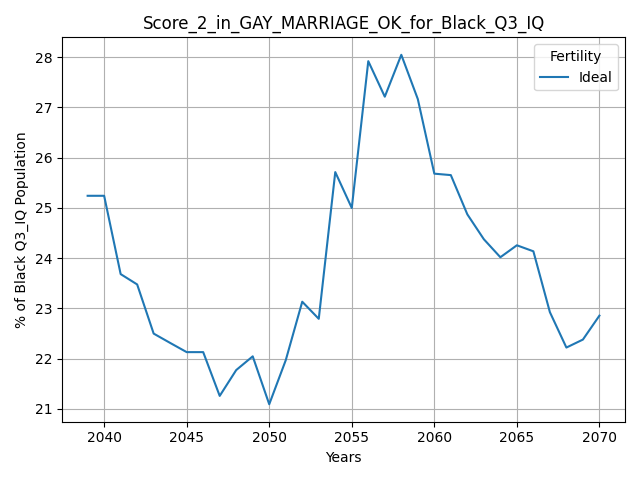 Score_2_in_GAY_MARRIAGE_OK_for_Black_Q3_IQ
Fertility
Ideal
% of Black Q3_IQ Population
28
27
26
25
24
23
22
21
2040 2045 2050 2055 2060 2065 2070
Years